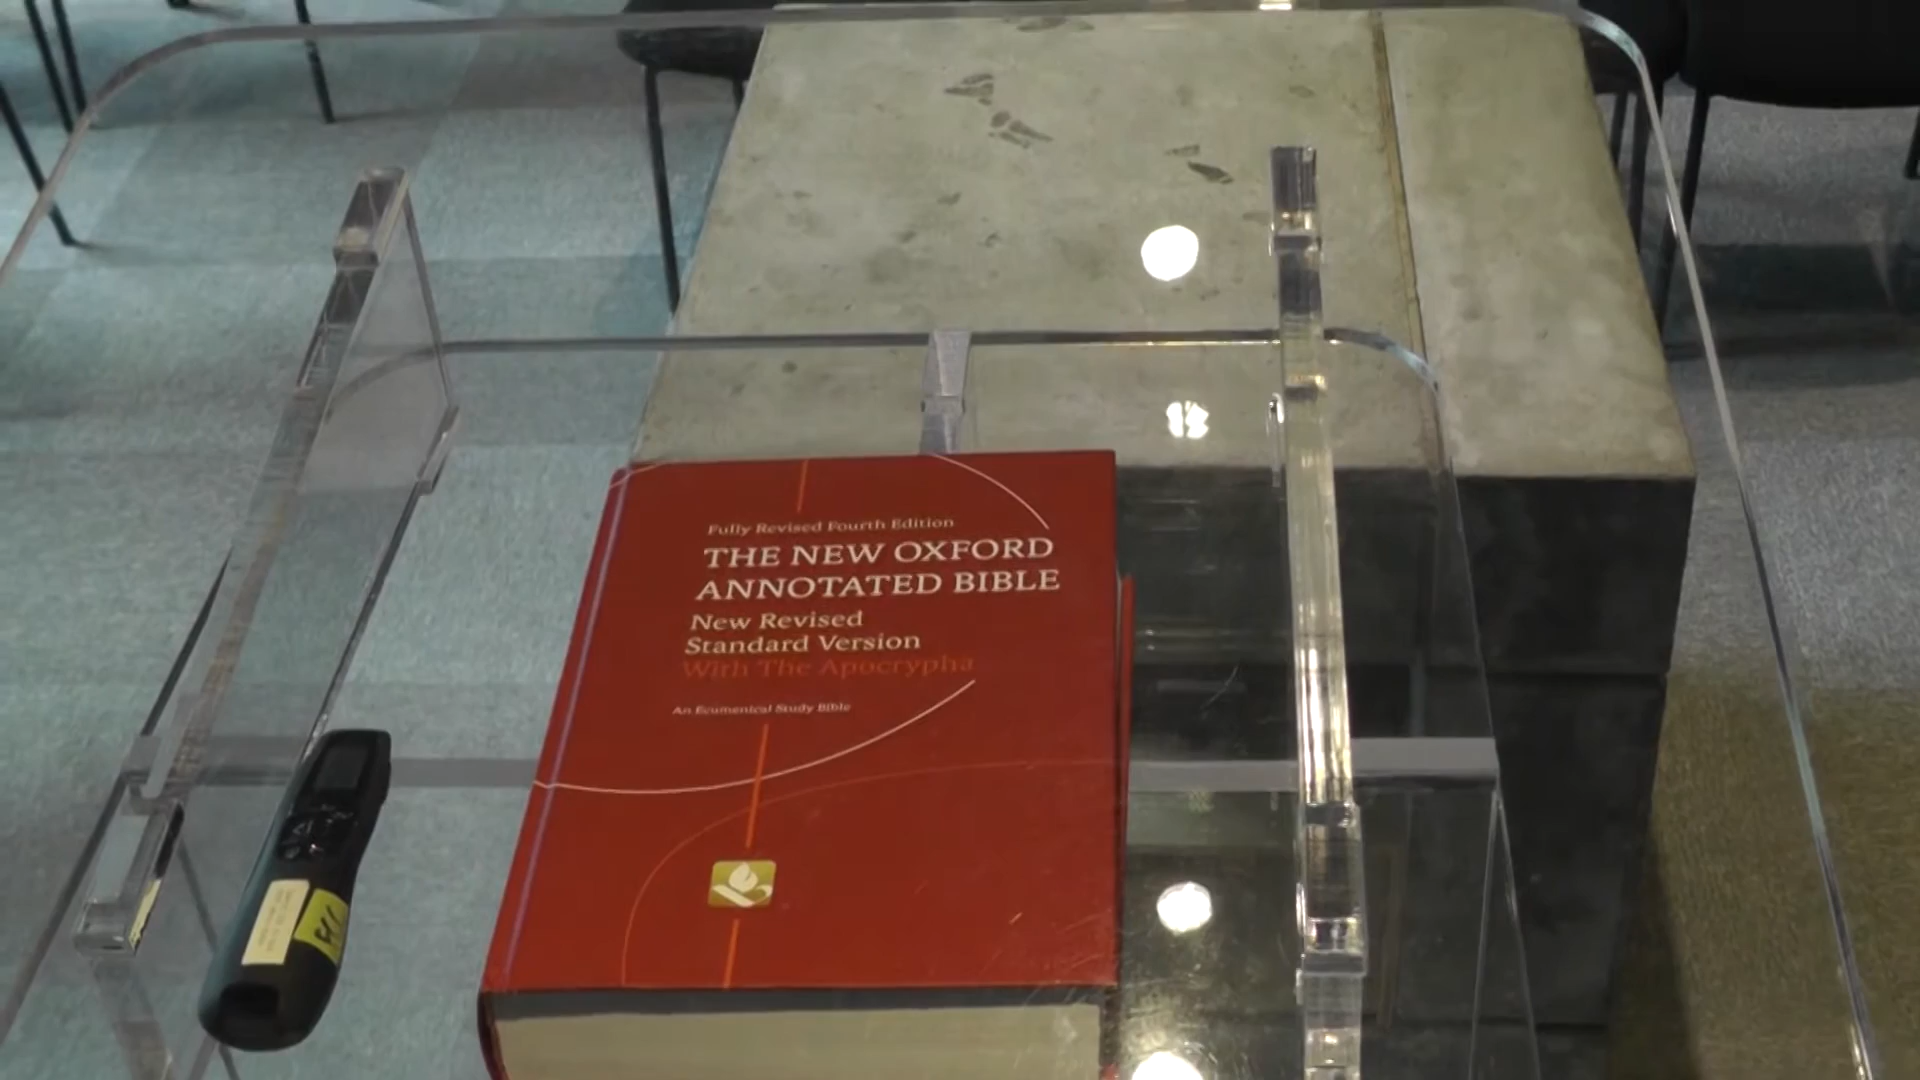 Fully Revised Fourth Edition
THE NEW OXFORD
ANNOTATED BIBLE
New Revised
Standard Version
With The Apocrypha
An Ecumenical Study Bible